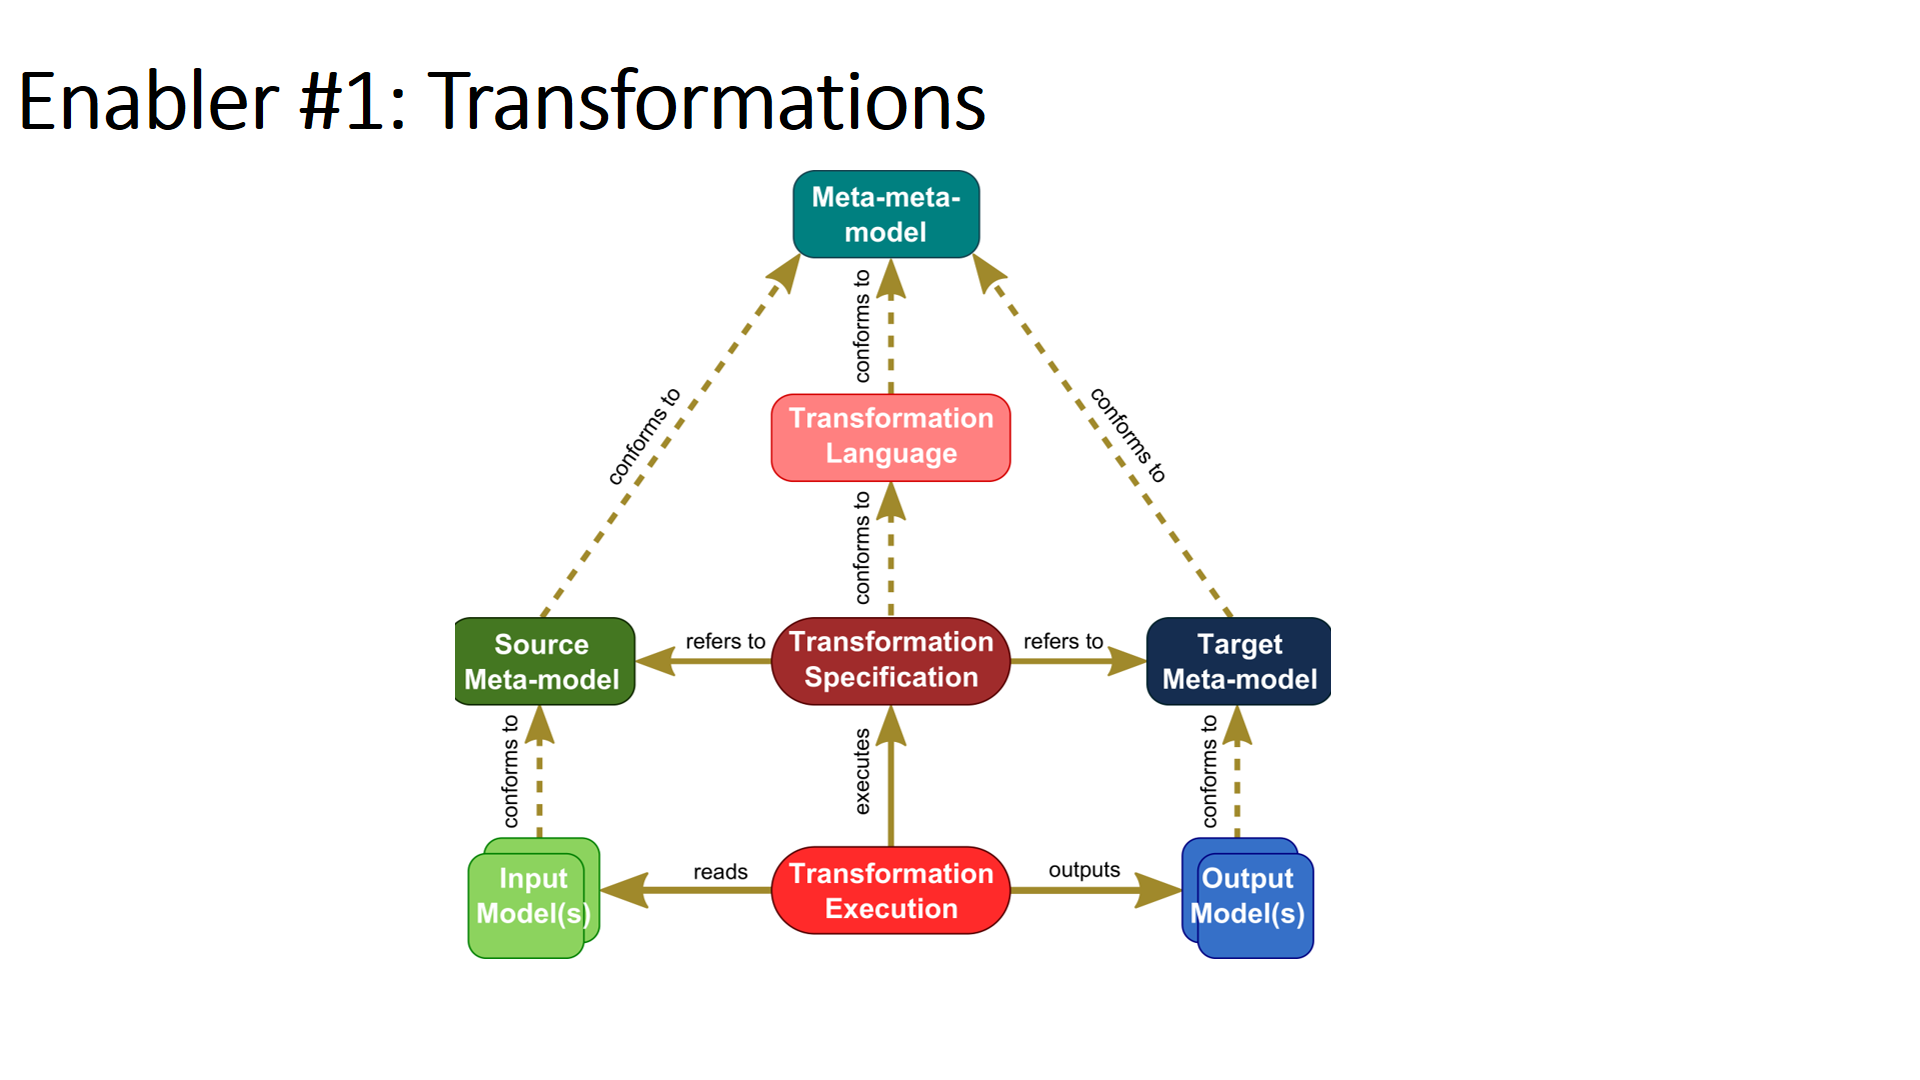 Enabler #1: Transformations
Meta-meta-
model
conforms to
conforms to
conforms to
Transformation
Language
conforms to
Source
Meta-model
refers to
Transformation
Specification
refers to
Target
Meta-model
conforms to
executes
conforms to
Input
Model(s)
reads
Transformation
Execution
outputs
Output
Model(s)